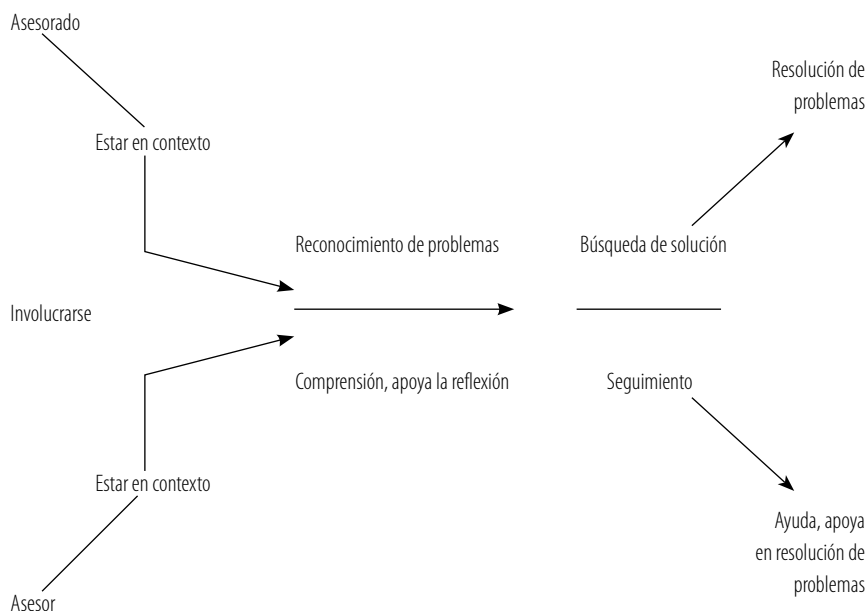 Asesorado
Resolución de
problemas
Estar en contexto
Reconocimiento de problemas
Búsqueda de solución
Involucrarse
Comprensión, apoya la reflexión
Seguimiento
Estar en contexto
Ayuda, apoya
en resolución de
problemas
Asesor